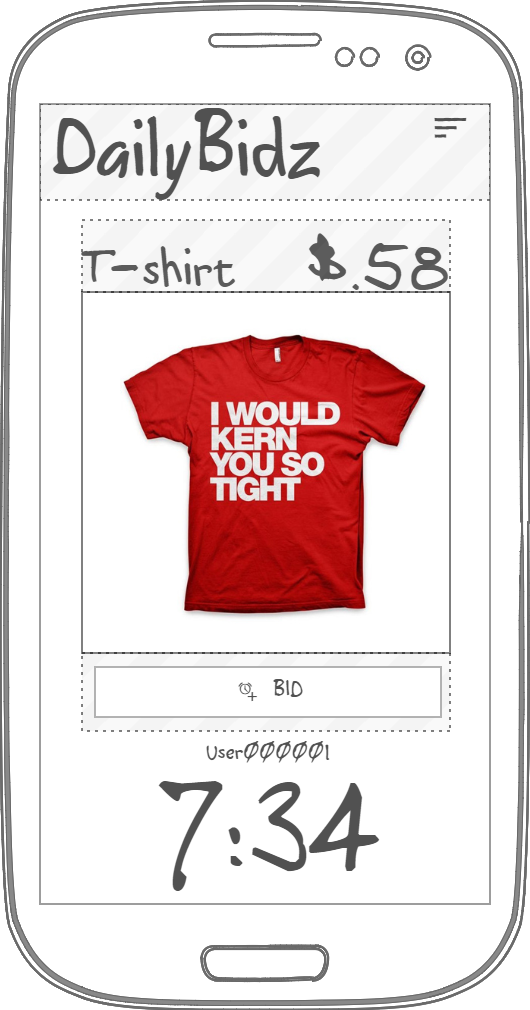 DailyBidz
T-shirt $.58
I WOULD
KERN
YOU SO
TIGHT
BID
User000001
7:34